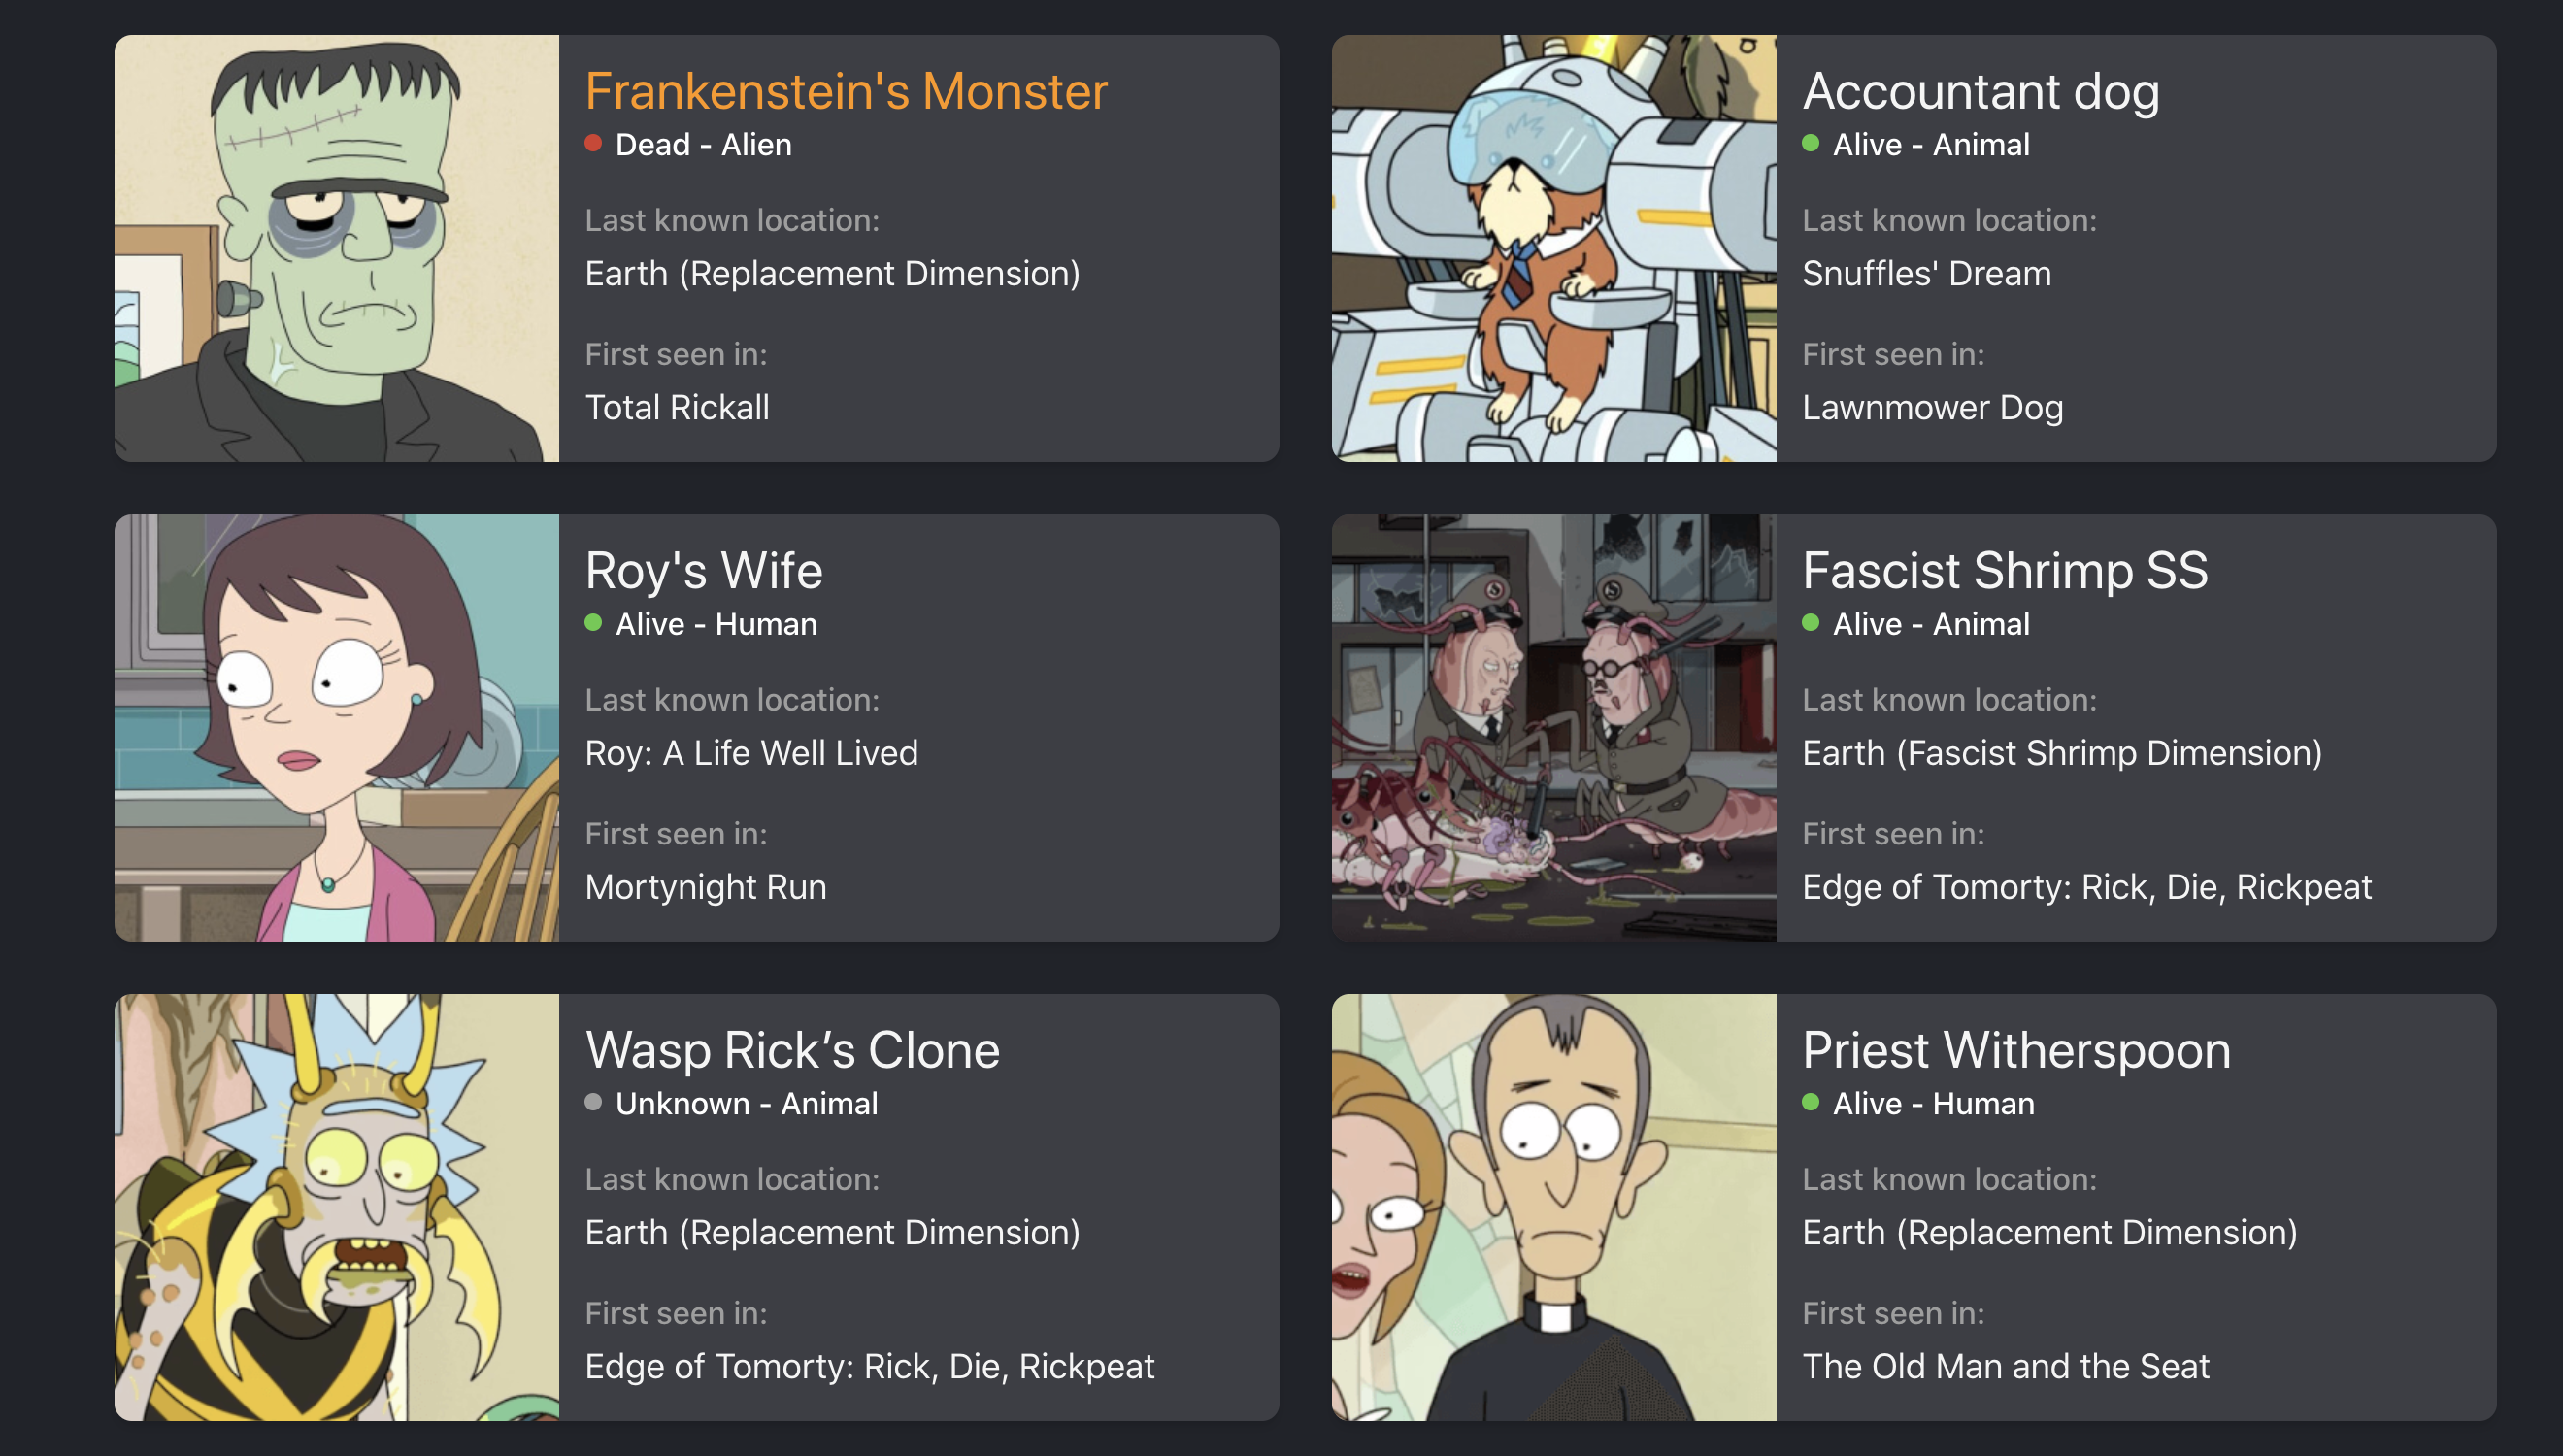 Frankenstein's Monster
Dead - Alien
Last known location:
Earth (Replacement Dimension)
First seen in:
Total Rickall
Accountant dog
Alive - Animal
Last known location:
Snuffles' Dream
First seen in:
Lawnmower Dog
Roy's Wife
Alive - Human
Last known location:
Roy: A Life Well Lived
First seen in:
Mortynight Run
Fascist Shrimp SS
Alive - Animal
Last known location:
Earth (Fascist Shrimp Dimension)
First seen in:
Edge of Tomorty: Rick, Die, Rickpeat
Wasp Rick’s Clone
Unknown - Animal
Last known location:
Earth (Replacement Dimension)
First seen in:
Edge of Tomorty: Rick, Die, Rickpeat
Priest Witherspoon
Alive - Human
Last known location:
Earth (Replacement Dimension)
First seen in:
The Old Man and the Seat